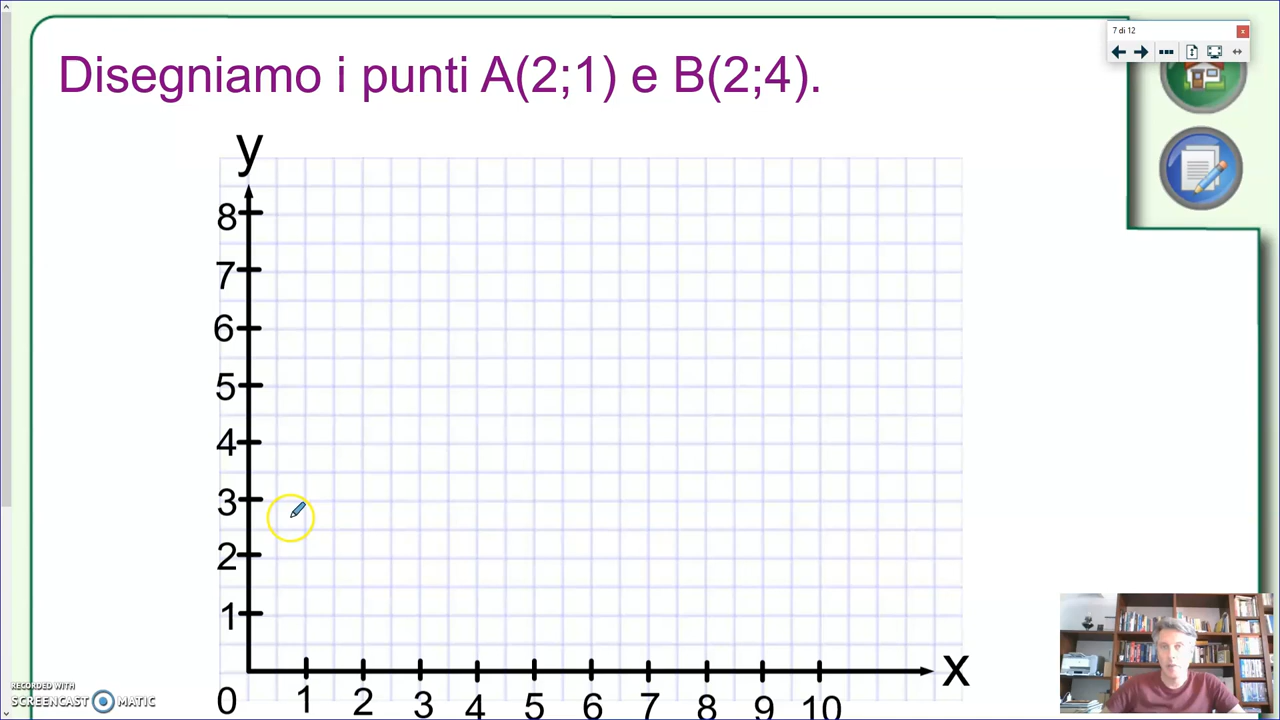 7 di 12
Disegniamo i punti A(2;1) e B(2;4).
y
8
7
6
5
4
3
2
1
x
0 1 2 3 4 5 6 7 8 9 10
RECORDED WITH
SCREENCAST MATIC